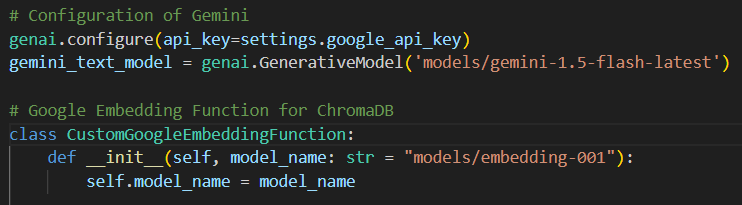 # Configuration of Gemini
genai.configure(api_key=settings.google_api_key)
gemini_text_model = genai.GenerativeModel('models/gemini-1.5-flash-latest')

# Google Embedding Function for ChromaDB
class CustomGoogleEmbeddingFunction:
    def __init__(self, model_name: str = "models/embedding-001"):
        self.model_name = model_name